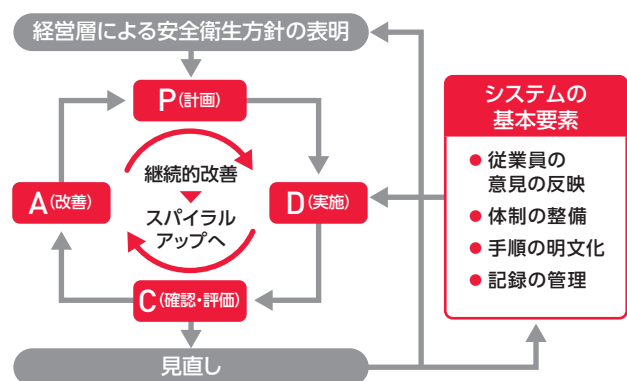 経営層による安全衛生方針の表明
P(計画)
システムの
基本要素
● 従業員の
意見の反映
● 体制の整備
● 手順の明文化
● 記録の管理
継続的改善
スパイラル
アップへ
A(改善)
D(実施)
C(確認・評価)
見直し